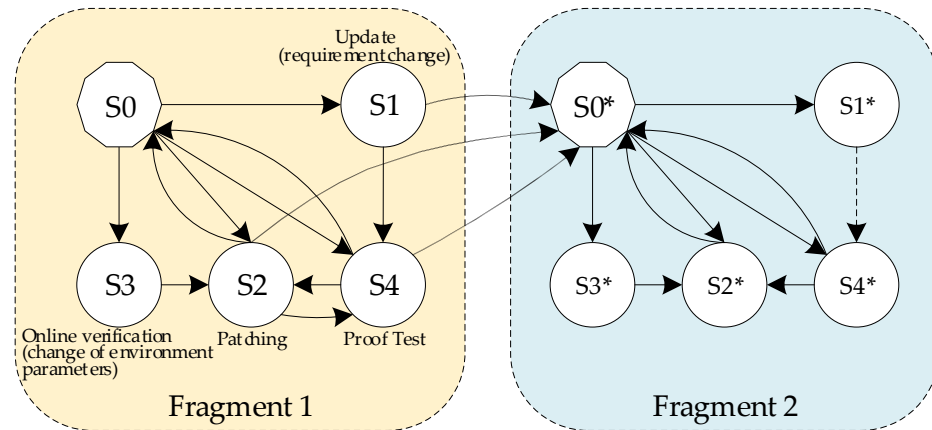 Update
(requirement change)
S0
S1
S0*
S1*
S3
S2
S4
S3*
S2*
S4*
Online verification
(change of environment
parameters)
Patching
Proof Test
Fragment 1
Fragment 2